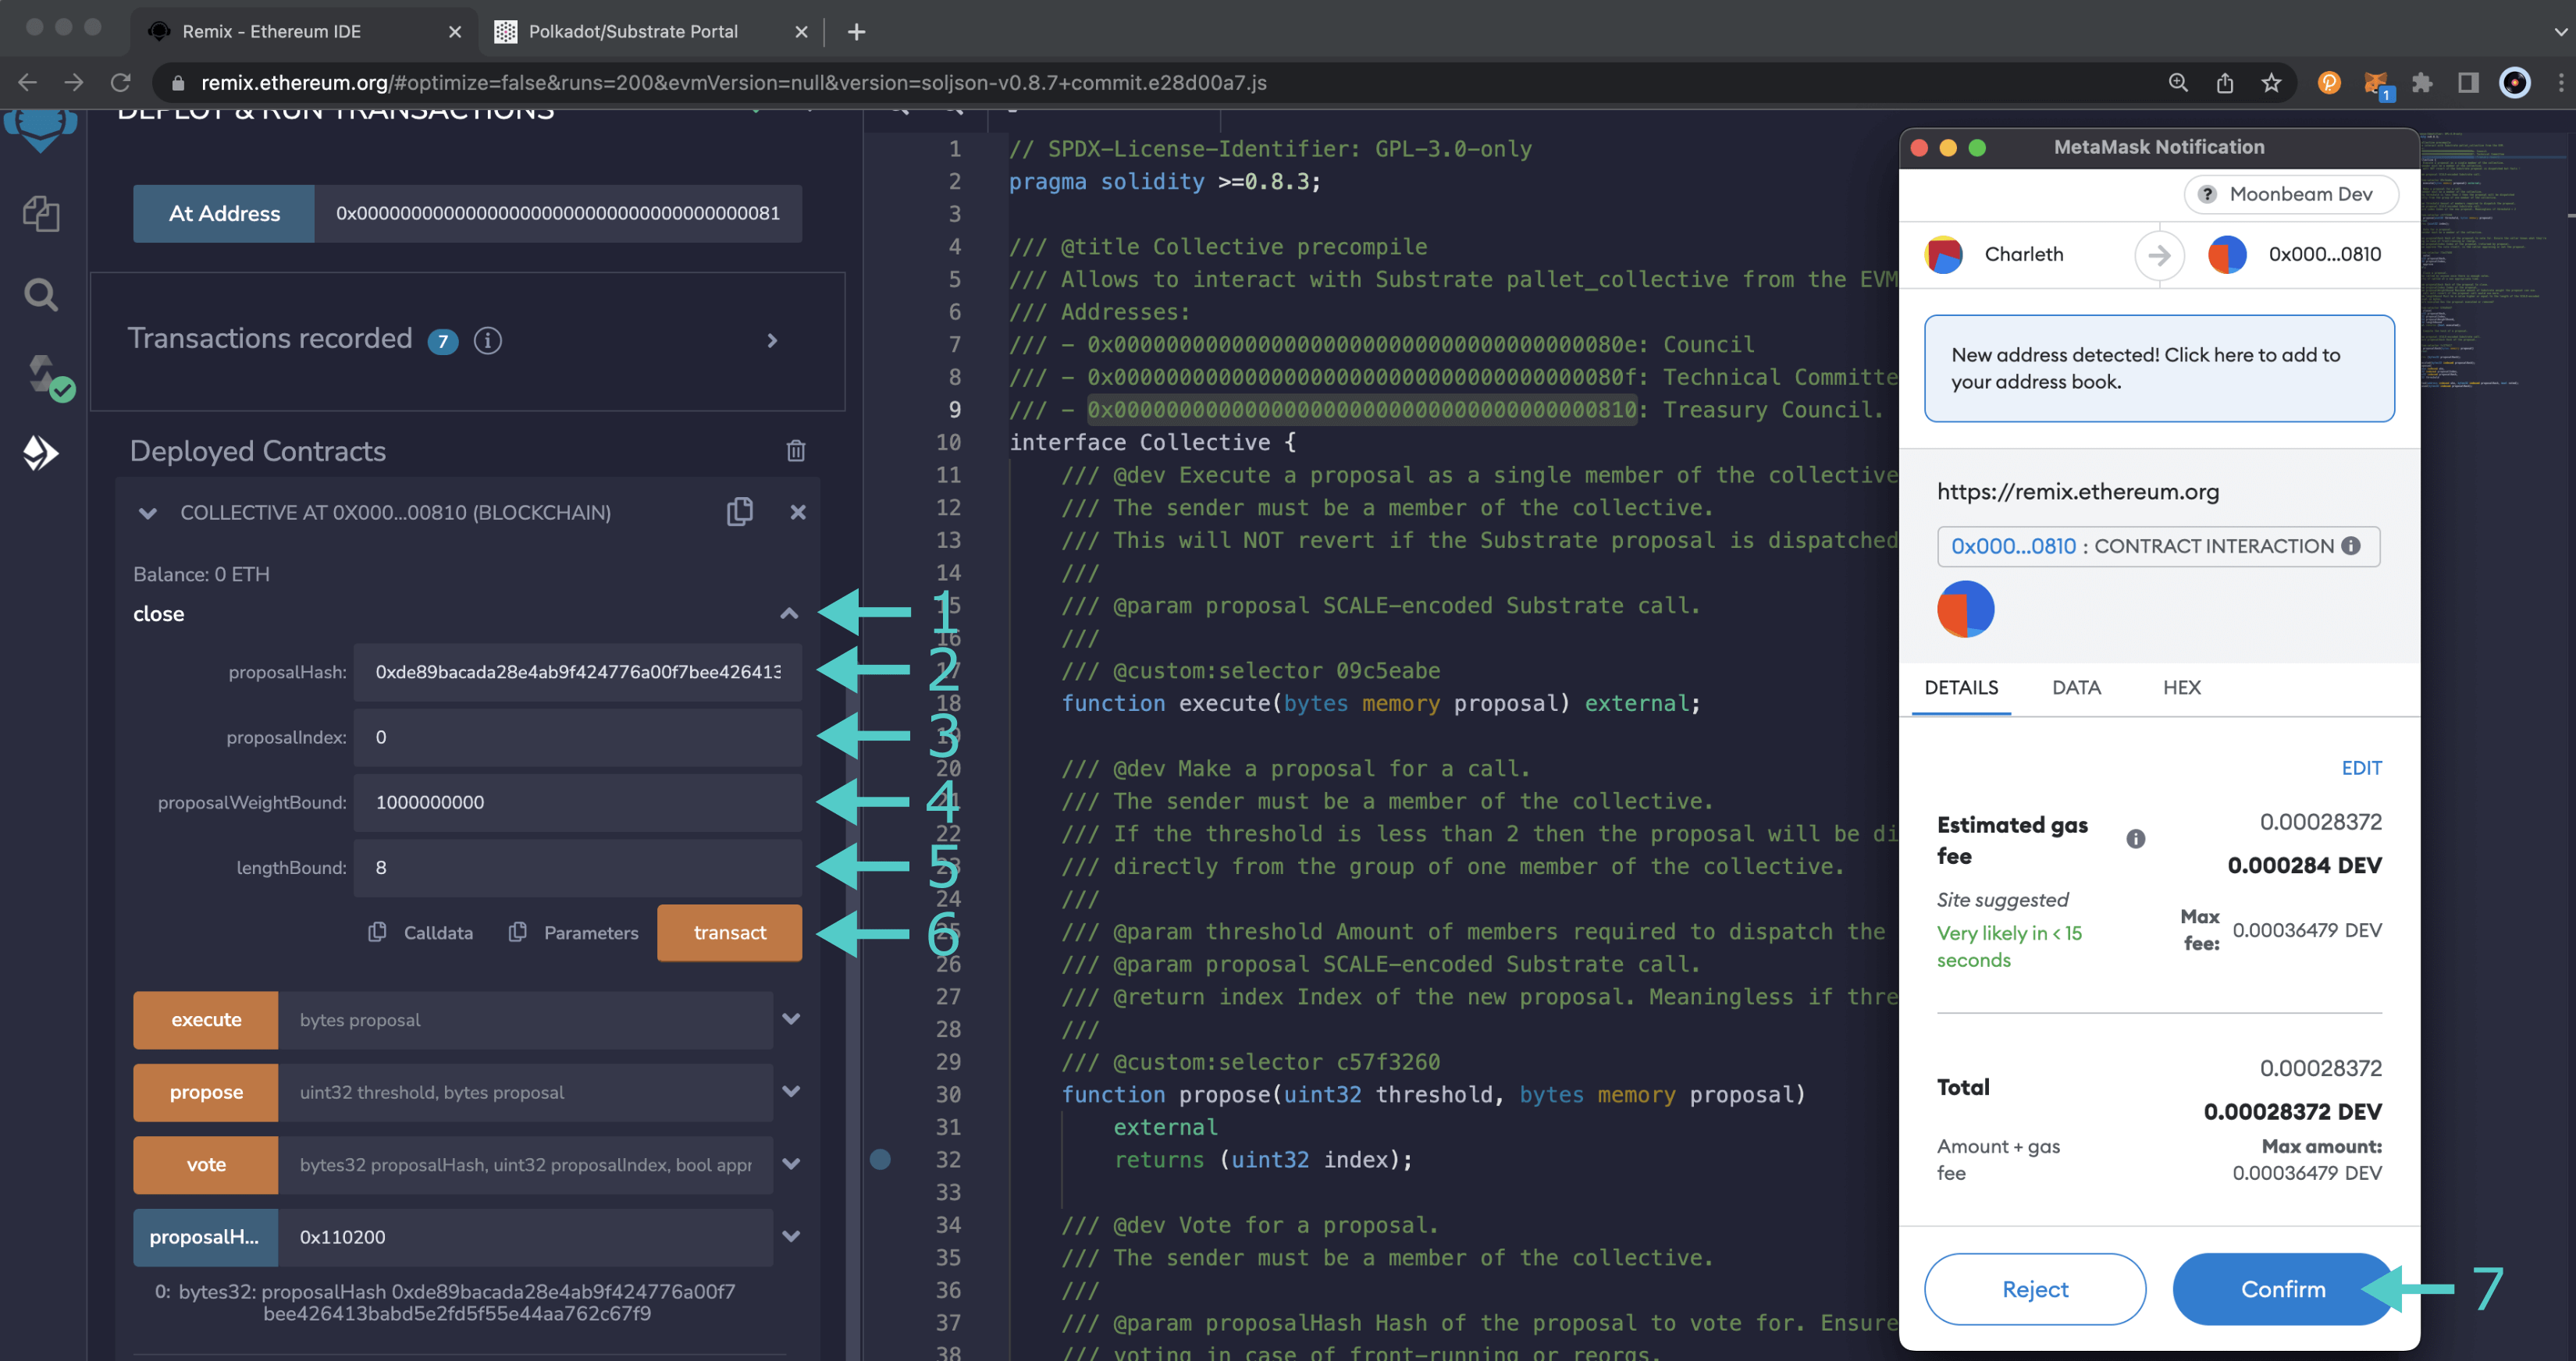 Remix - Ethereum IDE
Polkadot/Substrate Portal
remix.ethereum.org/#optimize=false&runs=200&evmVersion=null&version=soljson-v0.8.7+commit.e28d00a7.js
1
DEPLOY & RUN TRANSACTIONS
At Address
0x00000000000000000000000000000000000081
Transactions recorded 7 i
Deployed Contracts
COLLECTIVE AT 0X000...00810 (BLOCKCHAIN)
Balance: 0 ETH
close
1
proposalHash: 0xde89bacada28e4ab9f424776a00f7bee426413
2
proposalIndex: 0
3
proposalWeightBound: 1000000000
4
lengthBound: 8
5
Calldata Parameters transact
6
execute bytes proposal
propose uint32 threshold, bytes proposal
vote bytes32 proposalHash, uint32 proposalIndex, bool appr
proposalH... 0x110200
0: bytes32: proposalHash 0xde89bacada28e4ab9f424776a00f7
bee426413babd5e2fd5f55e44aa762c67f9
1 // SPDX-License-Identifier: GPL-3.0-only
2 pragma solidity >=0.8.3;
3
4 /// @title Collective precompile
5 /// Allows to interact with Substrate pallet_collective from the EVM
6 /// Addresses:
7 /// - 0x000000000000000000000000000000000000080e: Council
8 /// - 0x000000000000000000000000000000000000080f: Technical Committe
9 /// - 0x0000000000000000000000000000000000000810: Treasury Council.
10 interface Collective {
11 /// @dev Execute a proposal as a single member of the collective
12 /// The sender must be a member of the collective.
13 /// This will NOT revert if the Substrate proposal is dispatched
14 ///
15 /// @param proposal SCALE-encoded Substrate call.
16 ///
17 /// @custom:selector 09c5eabe
18 function execute(bytes memory proposal) external;
19
20 /// @dev Make a proposal for a call.
21 /// The sender must be a member of the collective.
22 /// If the threshold is less than 2 then the proposal will be di
23 /// directly from the group of one member of the collective.
24 ///
25 /// @param threshold Amount of members required to dispatch the
26 /// @param proposal SCALE-encoded Substrate call.
27 /// @return index Index of the new proposal. Meaningless if thre
28 ///
29 /// @custom:selector c57f3260
30 function propose(uint32 threshold, bytes memory proposal)
31 external
32 returns (uint32 index);
33
34 /// @dev Vote for a proposal.
35 /// The sender must be a member of the collective.
36 ///
37 /// @param proposalHash Hash of the proposal to vote for. Ensure
38 /// voting in case of front-running or reorgs.
MetaMask Notification
? Moonbeam Dev
Charleth
0x000...0810
New address detected! Click here to add to
your address book.
https://remix.ethereum.org
0x000...0810 : CONTRACT INTERACTION i
DETAILS DATA HEX
EDIT
Estimated gas
fee
i
0.00028372
0.000284 DEV
Site suggested
Very likely in < 15
seconds
Max
fee:
0.00036479 DEV
Total
0.00028372
0.00028372 DEV
Amount + gas
fee
Max amount:
0.00036479 DEV
Reject Confirm
7